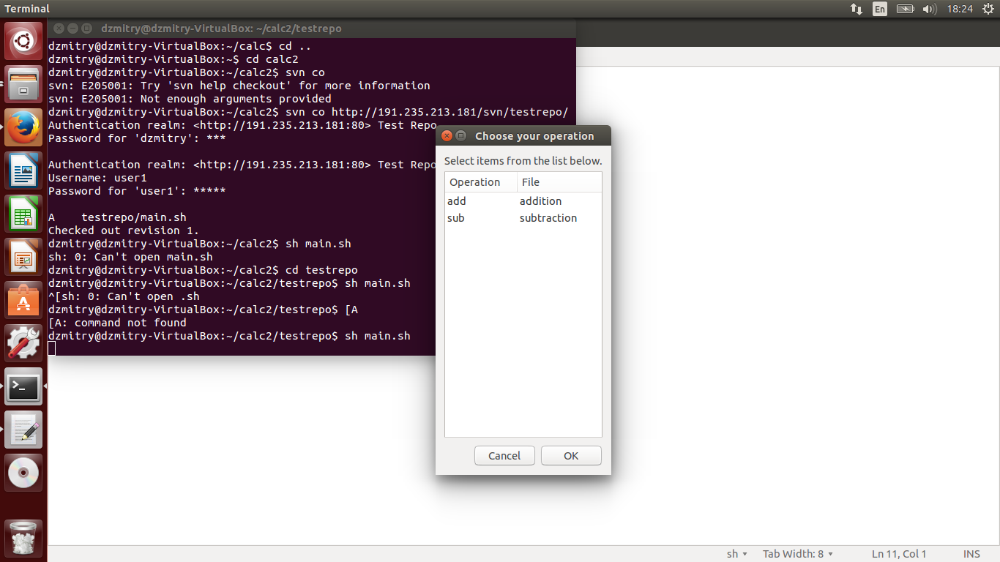 Terminal
En
18:24
dzmitry@dzmitry-VirtualBox: ~/calc2/testrepo
dzmitry@dzmitry-VirtualBox:~/calc$ cd ..
dzmitry@dzmitry-VirtualBox:~$ cd calc2
dzmitry@dzmitry-VirtualBox:~/calc2$ svn co
svn: E205001: Try 'svn help checkout' for more information
svn: E205001: Not enough arguments provided
dzmitry@dzmitry-VirtualBox:~/calc2$ svn co http://191.235.213.181/svn/testrepo/
Authentication realm: <http://191.235.213.181:80> Test Repo
Password for 'dzmitry': ***
Authentication realm: <http://191.235.213.181:80> Test Repo
Username: user1
Password for 'user1': *****
A    testrepo/main.sh
Checked out revision 1.
dzmitry@dzmitry-VirtualBox:~/calc2$ sh main.sh
sh: 0: Can't open main.sh
dzmitry@dzmitry-VirtualBox:~/calc2$ cd testrepo
dzmitry@dzmitry-VirtualBox:~/calc2/testrepo$ sh main.sh
^[sh: 0: Can't open .sh
dzmitry@dzmitry-VirtualBox:~/calc2/testrepo$ [A
[A: command not found
dzmitry@dzmitry-VirtualBox:~/calc2/testrepo$ sh main.sh
Choose your operation
Select items from the list below.
Operation File
add addition
sub subtraction
Cancel OK
sh Tab Width: 8 Ln 11, Col 1 INS